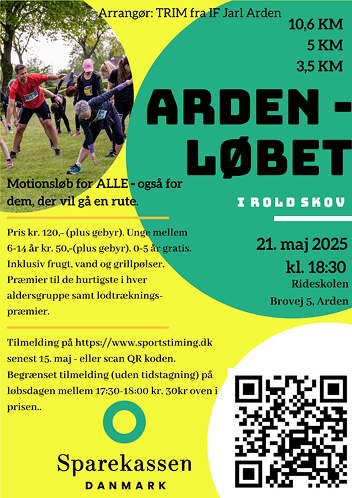 Arrangør: TRIM fra IF Jarl Arden
10,6 KM
5 KM
3,5 KM
ARDEN -
LØBET
I ROLD SKOV
Motionsløb for ALLE - også for
dem, der vil gå en rute.
21. maj 2025
kl. 18:30
Rideskolen
Brovej 5, Arden
Pris kr. 120,- (plus gebyr). Unge mellem
6-14 år kr. 50,-(plus gebyr). 0-5 år gratis.
Inklusiv frugt, vand og grillpølser.
Præmier til de hurtigste i hver
aldersgruppe samt lodtræknings-
præmier.
Tilmelding på https://www.sportstiming.dk
senest 15. maj - eller scan QR koden.
Begrænset tilmelding (uden tidstagning) på
løbsdagen mellem 17:30-18:00 kr. 30kr oven i
prisen..
Sparekassen
DANMARK